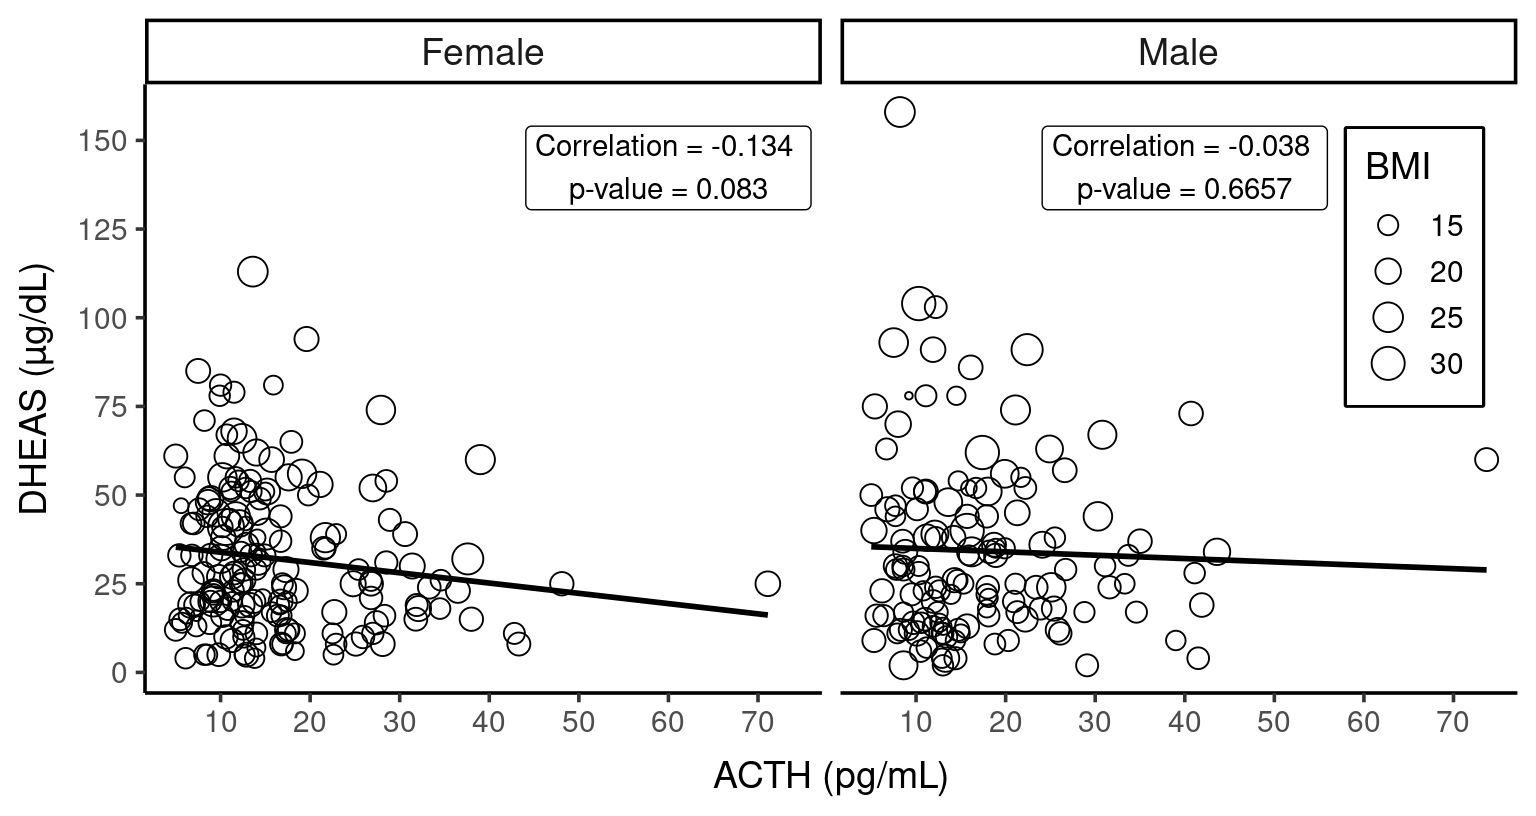 Female
Male
Correlation = -0.134
p-value = 0.083
Correlation = -0.038
p-value = 0.6657
BMI
15
20
25
30
DHEAS (µg/dL)
150
125
100
75
50
25
0
10 20 30 40 50 60 70
10 20 30 40 50 60 70
ACTH (pg/mL)